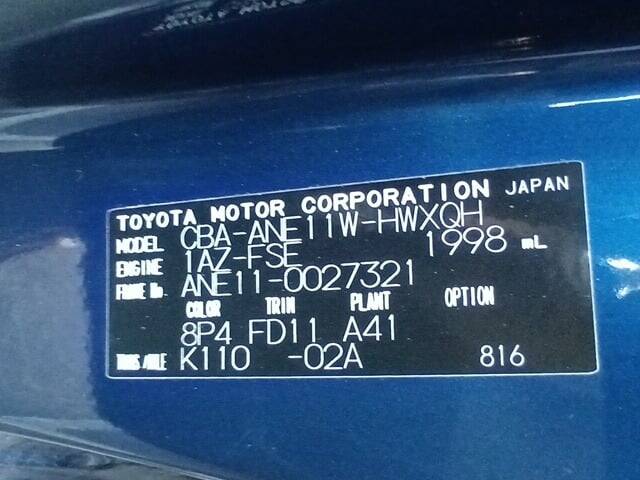 TOYOTA MOTOR CORPORATION JAPAN
MODEL CBA-ANE11W-HWXQH
ENGINE 1AZ-FSE 1998 mL
FRAME No ANE11-0027321
COLOR TRIM PLANT OPTION
8P4 FD11 A41
TRANS AXLE K110 -02A 816